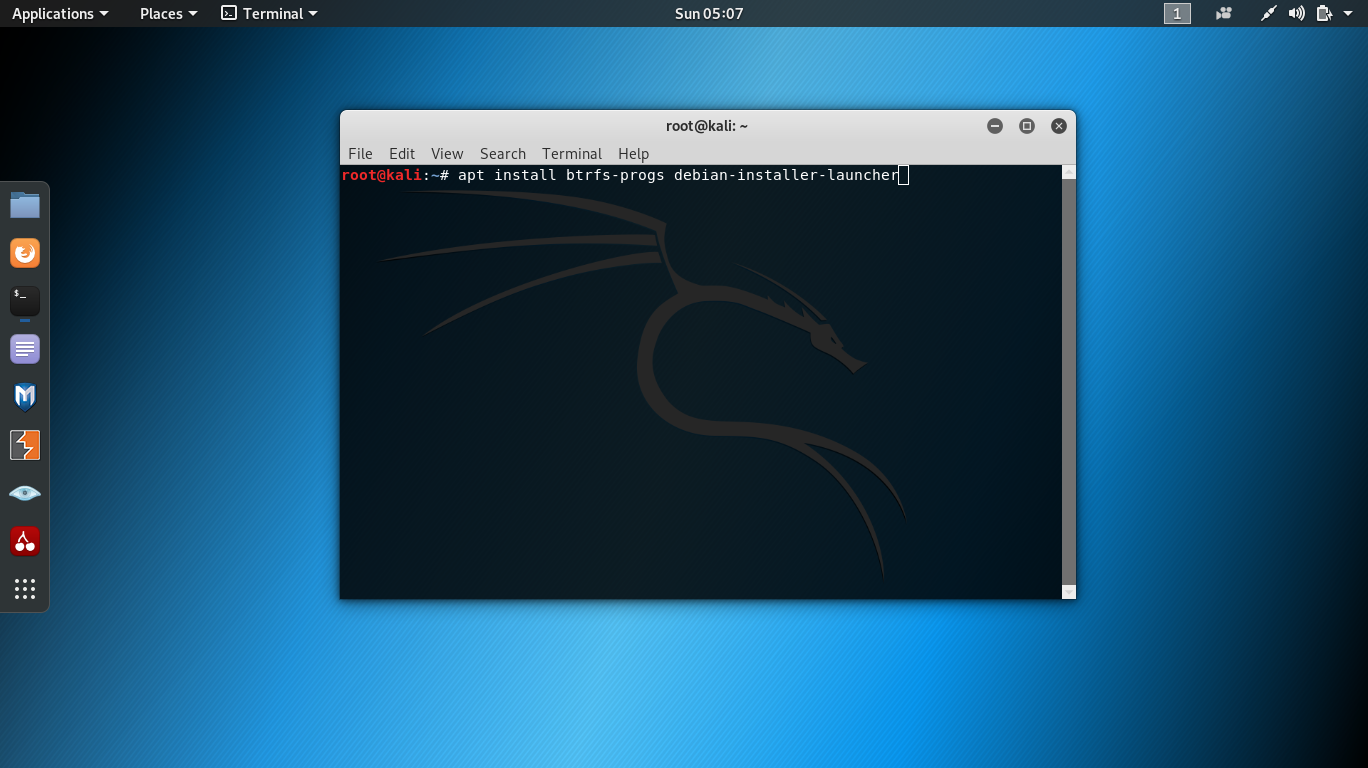 Applications Places Terminal Sun 05:07 1
root@kali: ~
File Edit View Search Terminal Help
root@kali:~# apt install btrfs-progs debian-installer-launcher
$_